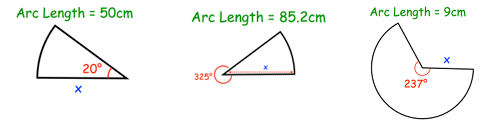 Arc Length = 50cm
20°
x
Arc Length = 85.2cm
325°
x
Arc Length = 9cm
x
237°